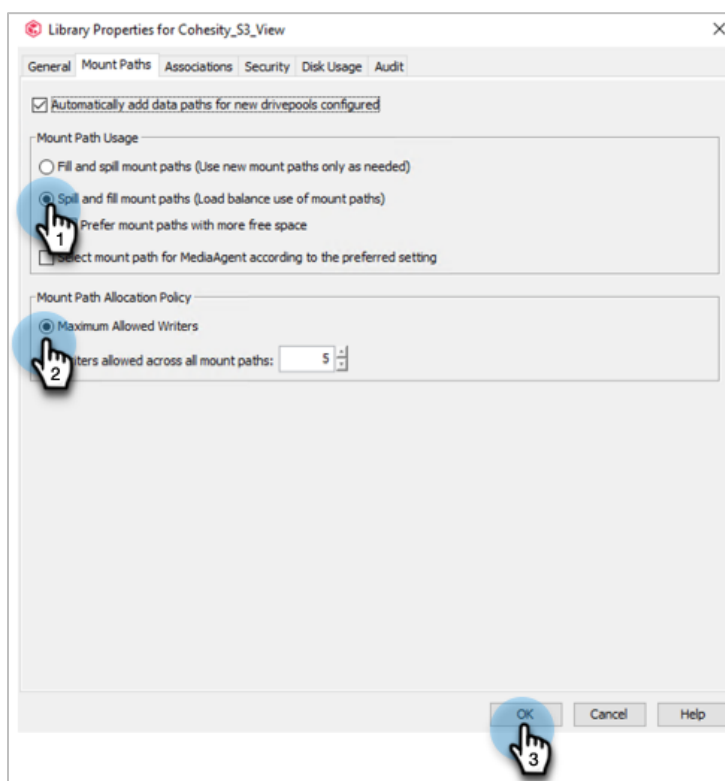 Library Properties for Cohesity_S3_View
General Mount Paths Associations Security Disk Usage Audit
Automatically add data paths for new drivepools configured
Mount Path Usage
Fill and spill mount paths (Use new mount paths only as needed)
Spill and fill mount paths (Load balance use of mount paths)
Prefer mount paths with more free space
1
Select mount path for MediaAgent according to the preferred setting
Mount Path Allocation Policy
Maximum Allowed Writers
allowed across all mount paths: 5
2
OK Cancel Help
3